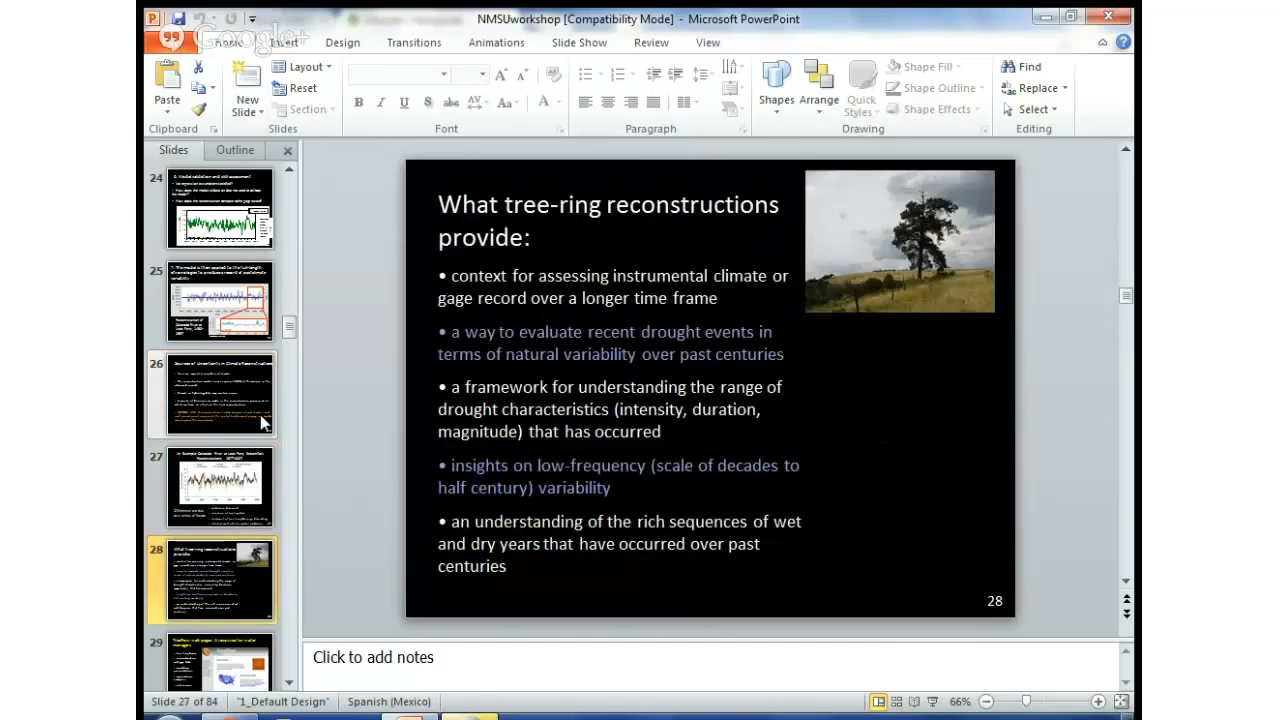 NMSUworkshop [Compatibility Mode] - Microsoft PowerPoint
Google+
Home Insert Design Transitions Animations Slide Show Review View
Layout Shape Fill Find
Reset Shape Outline Replace
Paste New Slide Section Shapes Arrange Quick Styles Shape Effects Select
Clipboard Slides Font Paragraph Drawing Editing
Slides Outline
24
25
26
27
28
29
What tree-ring reconstructions
provide:
• context for assessing instrumental climate or
gage record over a longer time frame
• a way to evaluate recent drought events in
terms of natural variability over past centuries
• a framework for understanding the range of
drought characteristics (intensity, duration,
magnitude) that has occurred
• insights on low-frequency (scale of decades to
half century) variability
• an understanding of the rich sequences of wet
and dry years that have occurred over past
centuries
28
Click to add notes
Slide 27 of 84 "1_Default Design" Spanish (Mexico) 66%